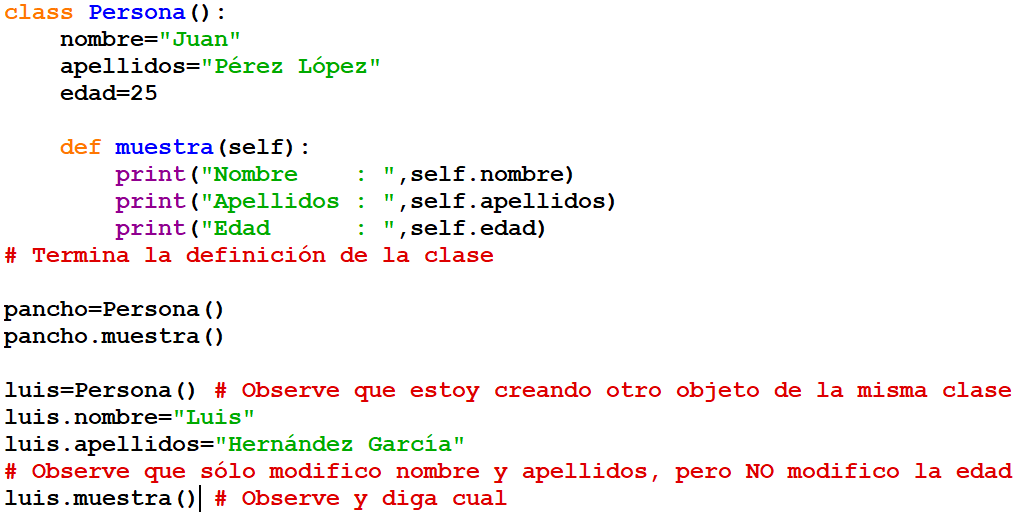 class Persona():
    nombre="Juan"
    apellidos="Pérez López"
    edad=25

    def muestra(self):
        print("Nombre    : ",self.nombre)
        print("Apellidos : ",self.apellidos)
        print("Edad      : ",self.edad)
# Termina la definición de la clase

pancho=Persona()
pancho.muestra()

luis=Persona() # Observe que estoy creando otro objeto de la misma clase
luis.nombre="Luis"
luis.apellidos="Hernández García"
# Observe que sólo modifico nombre y apellidos, pero NO modifico la edad
luis.muestra() # Observe y diga cual